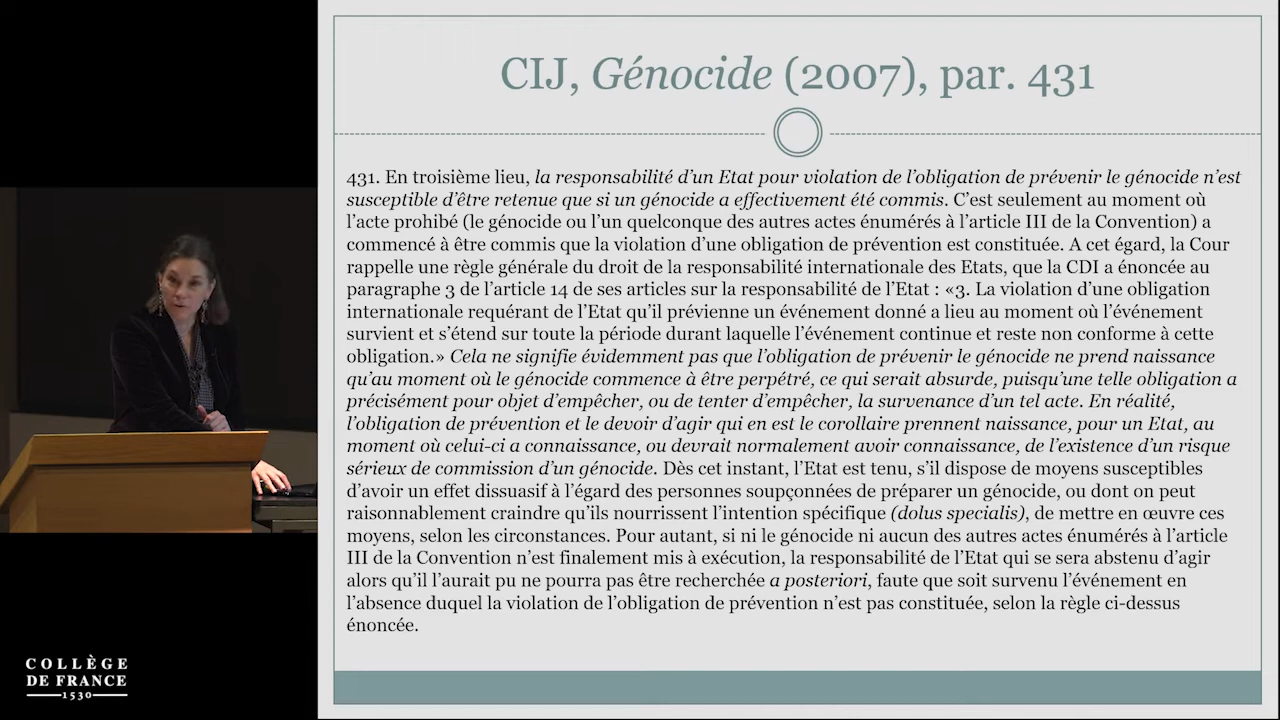 CIJ, Génocide (2007), par. 431
431. En troisième lieu, la responsabilité d’un Etat pour violation de l’obligation de prévenir le génocide n’est
susceptible d’être retenue que si un génocide a effectivement été commis. C’est seulement au moment où
l’acte prohibé (le génocide ou l’un quelconque des autres actes énumérés à l’article III de la Convention) a
commencé à être commis que la violation d’une obligation de prévention est constituée. A cet égard, la Cour
rappelle une règle générale du droit de la responsabilité internationale des Etats, que la CDI a énoncée au
paragraphe 3 de l’article 14 de ses articles sur la responsabilité de l’Etat : «3. La violation d’une obligation
internationale requérant de l’Etat qu’il prévienne un événement donné a lieu au moment où l’événement
survient et s’étend sur toute la période durant laquelle l’événement continue et reste non conforme à cette
obligation.» Cela ne signifie évidemment pas que l’obligation de prévenir le génocide ne prend naissance
qu’au moment où le génocide commence à être perpétré, ce qui serait absurde, puisqu’une telle obligation a
précisément pour objet d’empêcher, ou de tenter d’empêcher, la survenance d’un tel acte. En réalité,
l’obligation de prévention et le devoir d’agir qui en est le corollaire prennent naissance, pour un Etat, au
moment où celui-ci a connaissance, ou devrait normalement avoir connaissance, de l’existence d’un risque
sérieux de commission d’un génocide. Dès cet instant, l’Etat est tenu, s’il dispose de moyens susceptibles
d’avoir un effet dissuasif à l’égard des personnes soupçonnées de préparer un génocide, ou dont on peut
raisonnablement craindre qu’ils nourrissent l’intention spécifique (dolus specialis), de mettre en œuvre ces
moyens, selon les circonstances. Pour autant, si ni le génocide ni aucun des autres actes énumérés à l’article
III de la Convention n’est finalement mis à exécution, la responsabilité de l’Etat qui se sera abstenu d’agir
alors qu’il l’aurait pu ne pourra pas être recherchée a posteriori, faute que soit survenu l’événement en
l’absence duquel la violation de l’obligation de prévention n’est pas constituée, selon la règle ci-dessus
énoncée.
COLLÈGE
DE FRANCE
1530